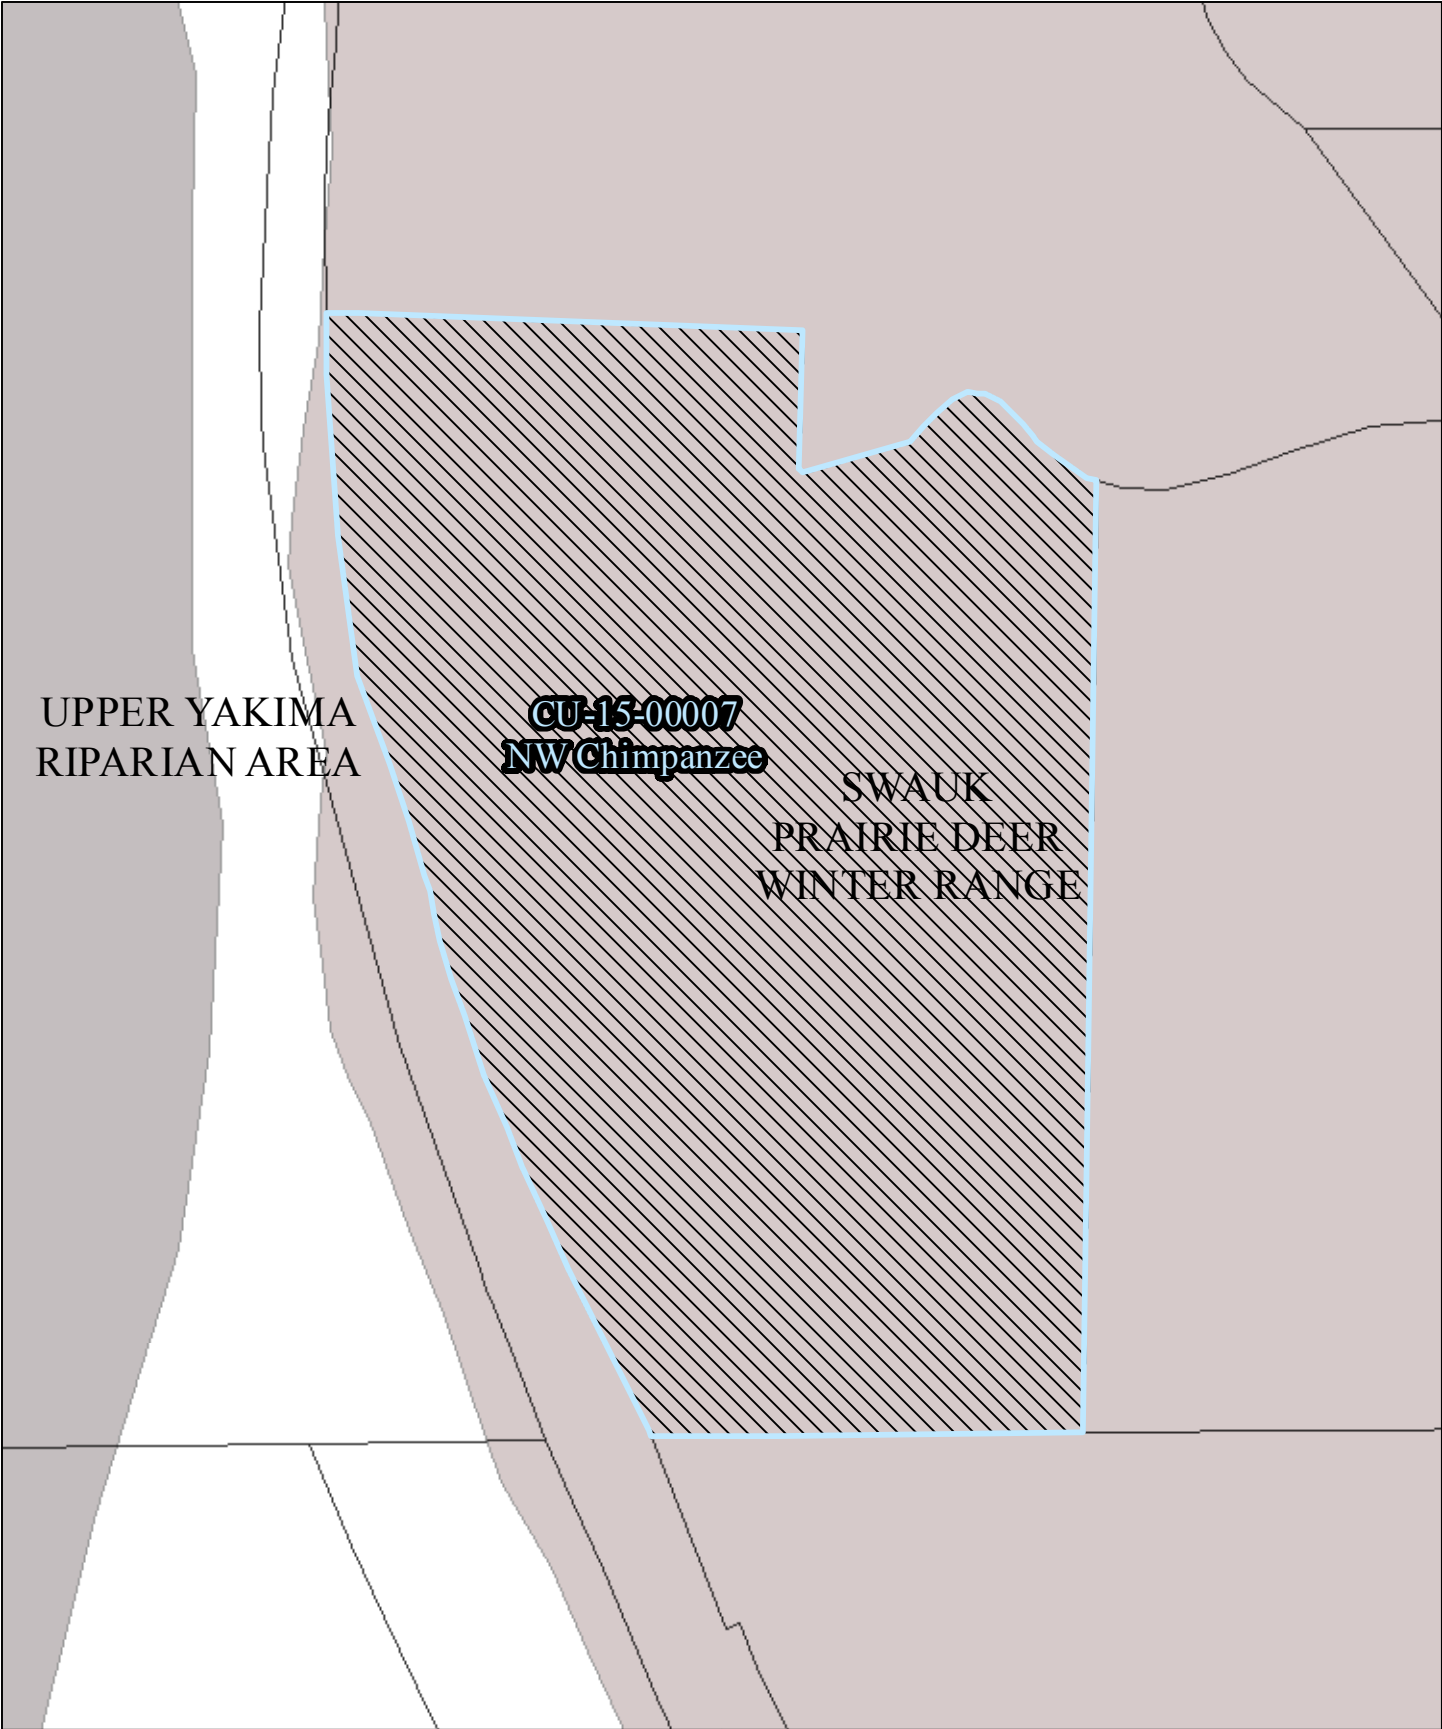 UPPER YAKIMA
RIPARIAN AREA
CU-15-00007
NW Chimpanzee
SWAUK
PRAIRIE DEER
WINTER RANGE